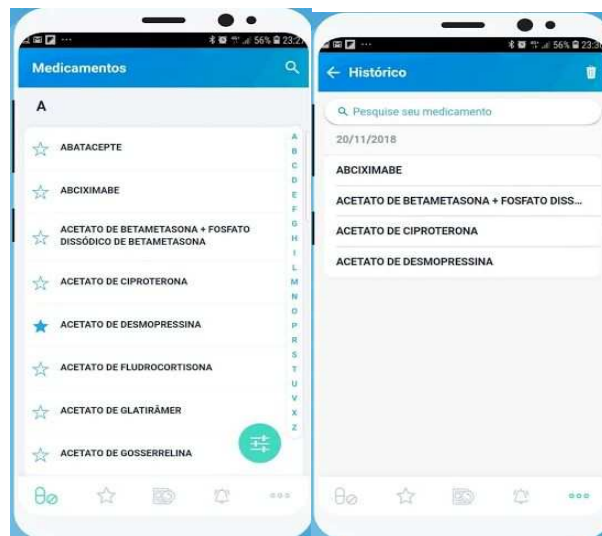 56% 23:27
Medicamentos
A
ABATACEPTE
ABCIXIMABE
ACETATO DE BETAMETASONA + FOSFATO
DISSÓDICO DE BETAMETASONA
ACETATO DE CIPROTERONA
ACETATO DE DESMOPRESSINA
ACETATO DE FLUDROCORTISONA
ACETATO DE GLATIRÂMER
ACETATO DE GOSSERRELINA
A
B
C
D
E
F
G
H
I
L
M
N
O
P
R
S
T
U
V
X
Z
56% 23:30
Histórico
Pesquise seu medicamento
20/11/2018
ABCIXIMABE
ACETATO DE BETAMETASONA + FOSFATO DISS...
ACETATO DE CIPROTERONA
ACETATO DE DESMOPRESSINA